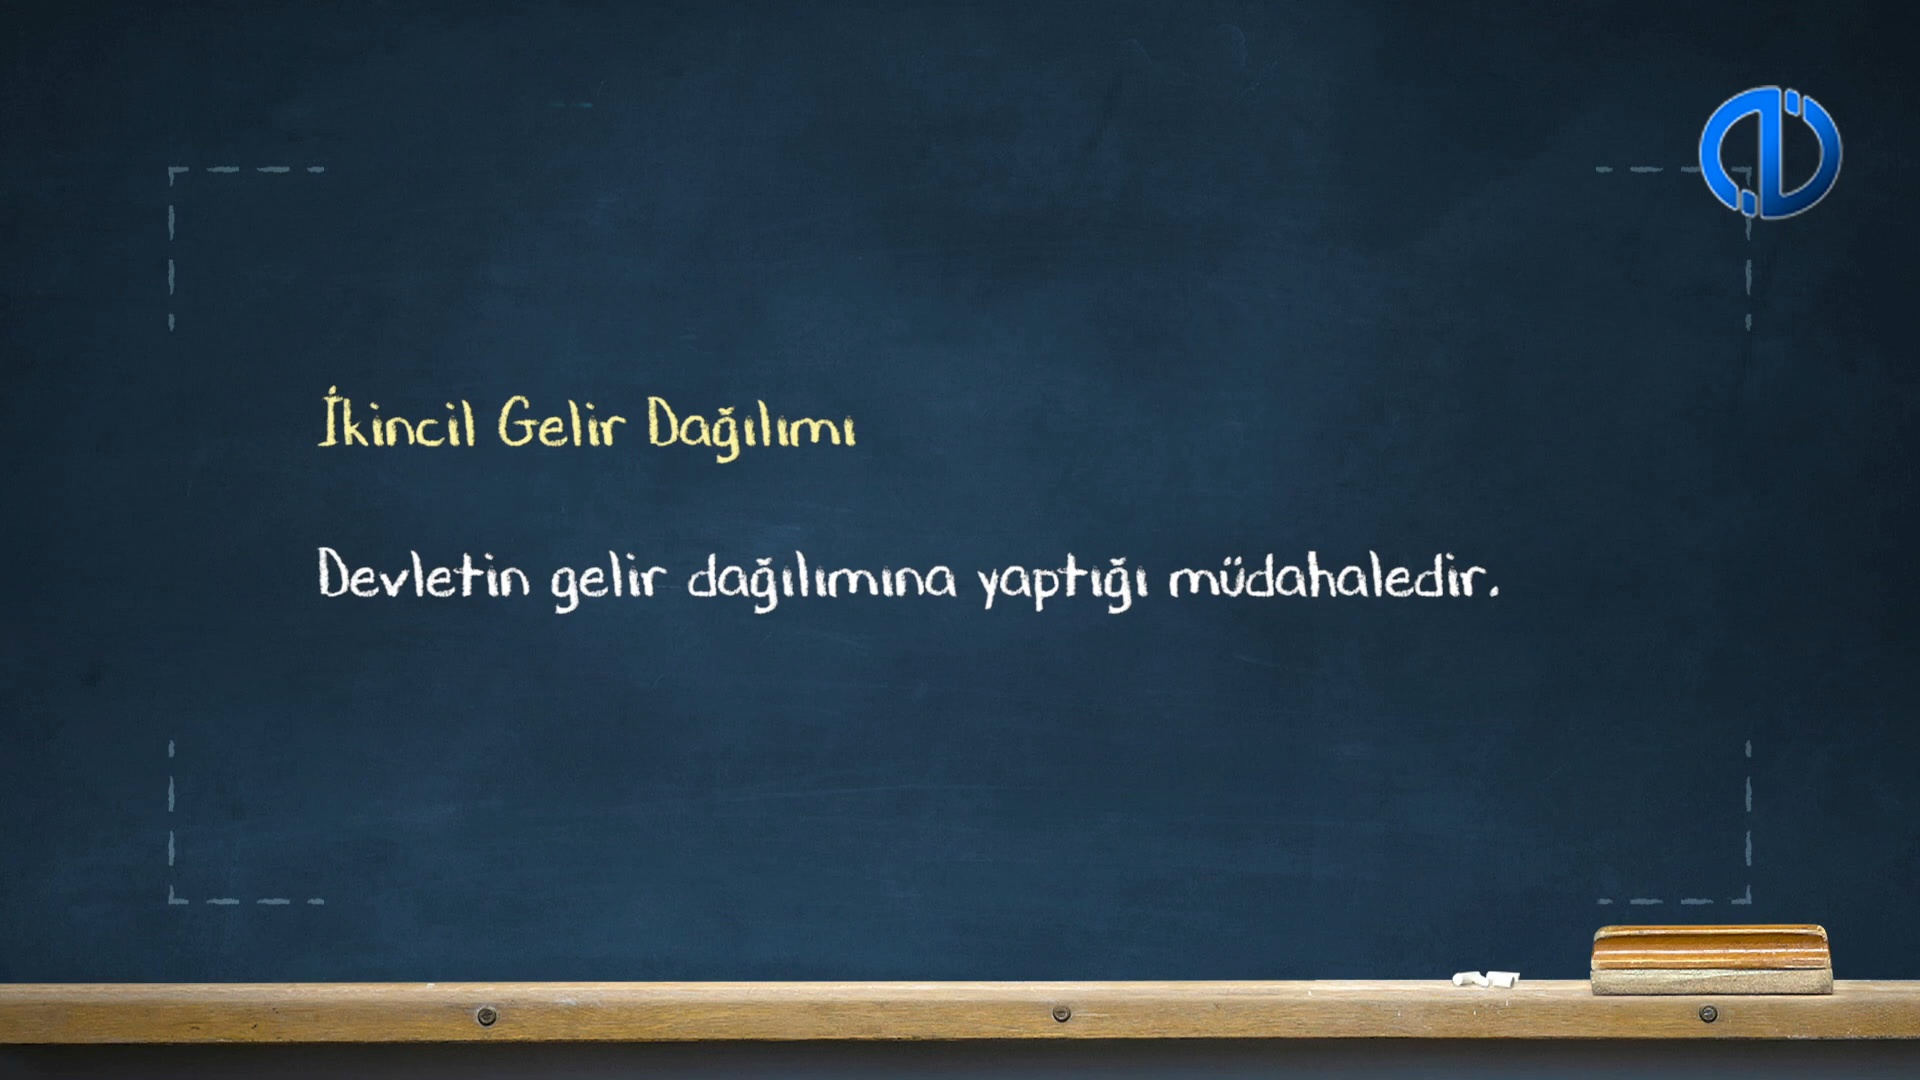 İkincil Gelir Dağılımı
Devletin gelir dağılımına yaptığı müdahaledir.